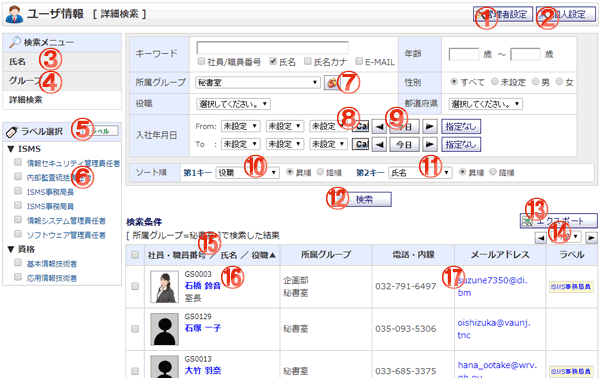 ユーザ情報 [ 詳細検索 ]
① 管理者設定
② 個人設定
検索メニュー
氏名 ③
グループ ④
詳細検索
ラベル選択 ⑤ ラベル
▼ ISMS
情報セキュリティ管理責任者
内部監査統括責任者
⑥
ISMS事務局長
ISMS事務局員
情報システム管理責任者
ソフトウェア管理責任者
▼ 資格
基本情報技術者
応用情報技術者
キーワード
社員/職員番号 氏名 氏名カナ E-MAIL
年齢 歳 ～ 歳
所属グループ 秘書室 ▼ ⑦
性別 すべて 未設定 男 女
役職 選択してください。 ▼
都道府県 選択してください。 ▼
入社年月日
From: 未設定 ▼ 未設定 ▼ 未設定 ⑧ Cal ◀ ⑨ 今日 ▶ 指定なし
To : 未設定 ▼ 未設定 ▼ 未設定 ▼ Cal ◀ 今日 ▶ 指定なし
ソート順 第1キー 役職 ⑩ ▼ 昇順 降順 第2キー 氏名 ⑪ ▼ 昇順 降順
⑫ 検索
検索条件
[ 所属グループ=秘書室 ]で検索した結果
⑬ エクスポート
◀ ⑭ ▼ ▶
社員・職員番号 ⑮ ／ 氏名 ／ 役職▲ 所属グループ 電話・内線 メールアドレス ラベル
GS0003
石橋 鈴音 ⑯
室長
企画部
秘書室
032-791-6497
⑰
suzune7350@di.
bm
ISMS事務局員
GS0129
石塚 一子
秘書室
035-093-5306
oishizuka@vaunj.
tnc
GS0013
大竹 羽奈
秘書室
033-685-3375
hana_ootake@wrv.
ISMS事務局員